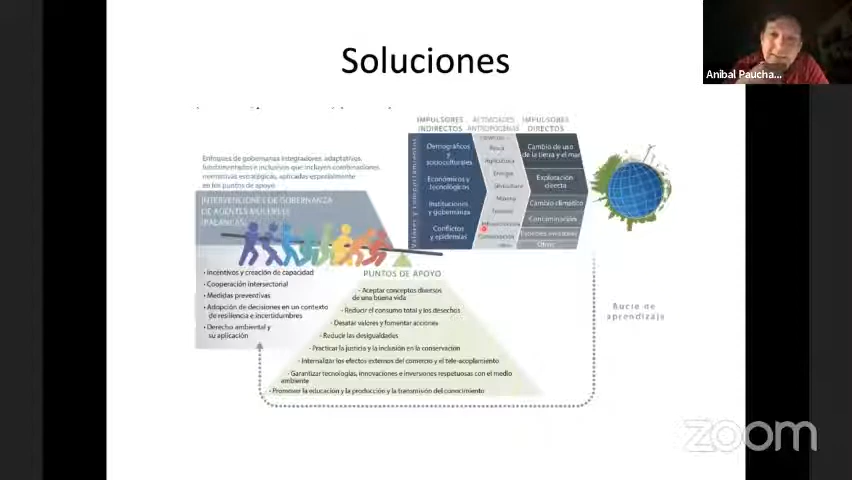 Soluciones
Anibal Paucha...
IMPULSORES
INDIRECTOS
ACTIVIDADES
ANTROPÓGENAS
IMPULSORES
DIRECTOS
Valores y comportamientos
Demográficos
y
socioculturales
Económicos y
tecnológicos
Instituciones
y gobernanza
Conflictos
y epidemias
Pesca
Agricultura
Energía
Silvicultura
Minería
Turismo
Infraestructura
Conservación
Cambio de uso
de la tierra y el mar
Exploración
directa
Cambio climático
Contaminación
Especies invasoras
Otros
Enfoques de gobernanza integradores, adaptativos,
fundamentados e inclusivos que incluyen combinaciones
normativas estratégicas, aplicados especialmente
en los puntos de apoyo
INTERVENCIONES DE GOBERNANZA
DE AGENTES MÚLTIPLES
(PALANCAS)
• Incentivos y creación de capacidad
• Cooperación intersectorial
• Medidas preventivas
• Adopción de decisiones en un contexto
de resiliencia e incertidumbres
• Derecho ambiental y
su aplicación
PUNTOS DE APOYO
• Aceptar conceptos diversos
de una buena vida
• Reducir el consumo total y los desechos
• Desatar valores y fomentar acciones
• Reducir las desigualdades
• Practicar la justicia y la inclusión en la conservación
• Internalizar los efectos externos del comercio y el tele-acoplamiento
• Garantizar tecnologías, innovaciones e inversiones respetuosas con el medio
ambiente
• Promover la educación y la producción y la transmisión del conocimiento
Bucle de
aprendizaje
zoom